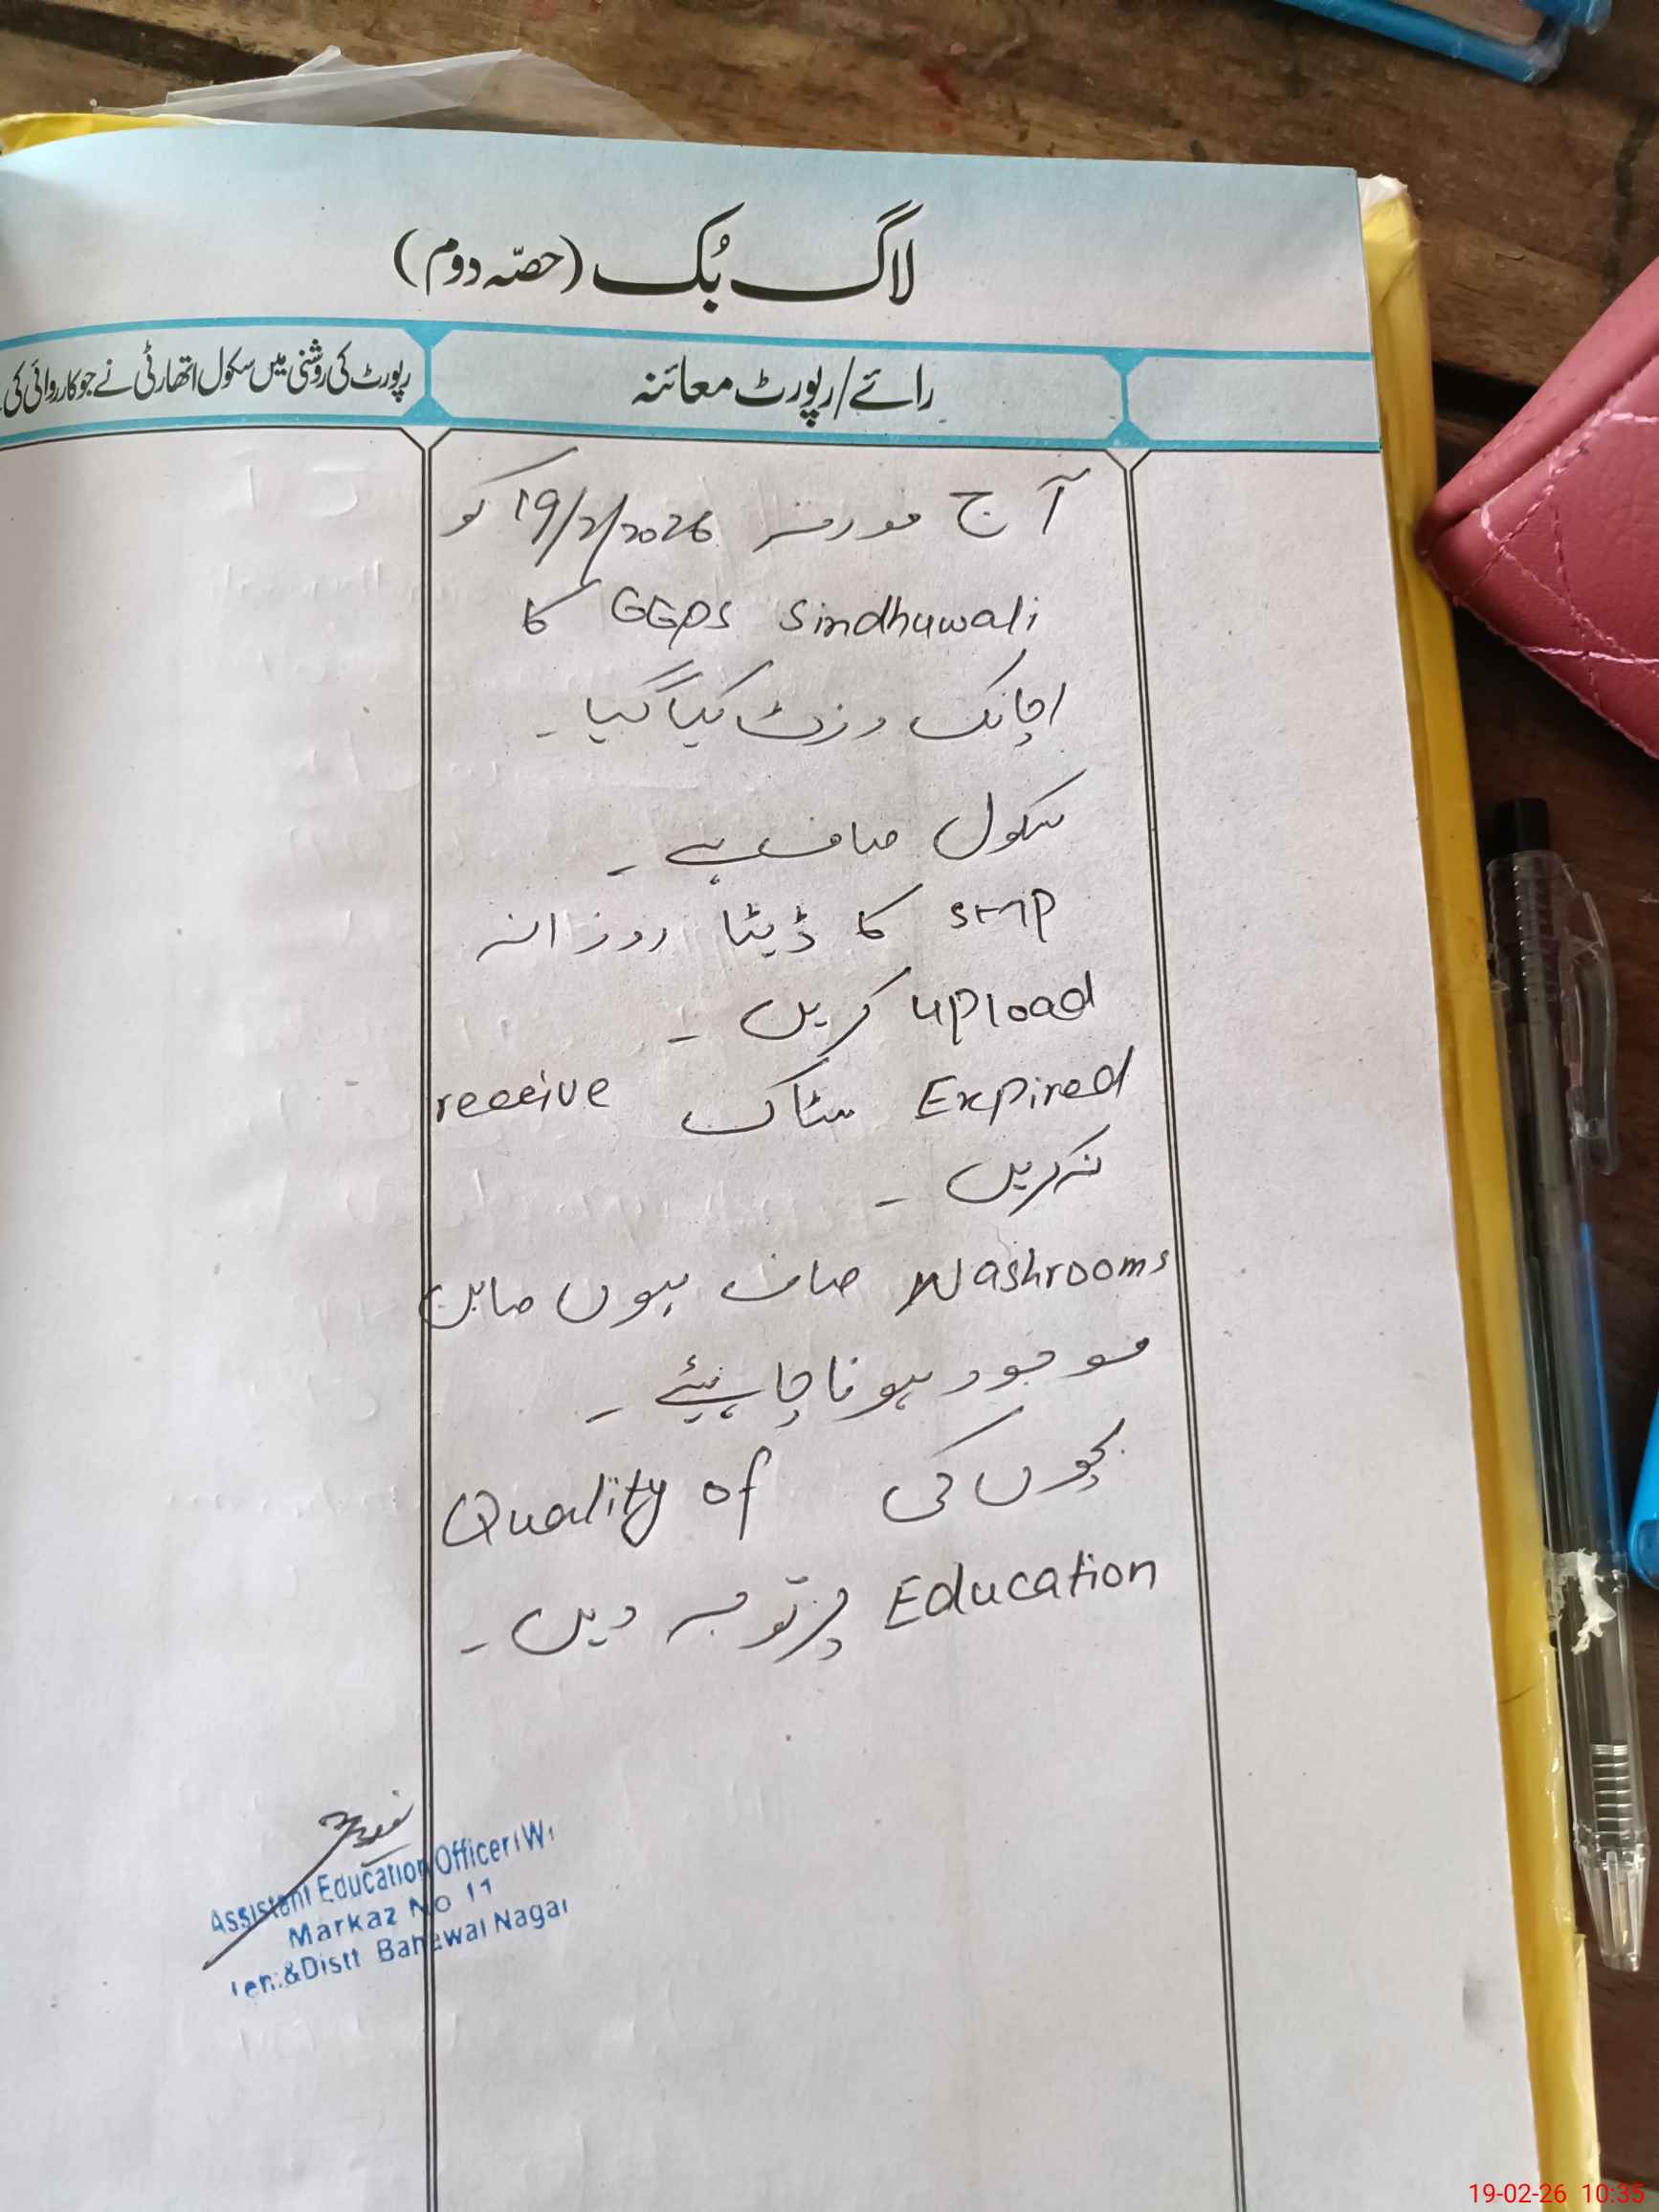 لاگ بُک (حصّہ دوم)
رائے/رپورٹ معائنہ
رپورٹ کی روشنی میں سکول اتھارٹی نے جو کارروائی کی
آج مورخہ 19/2/2026 کو
GGPS Sindhuwali کا
اچانک وزٹ کیا گیا۔
سکول صاف ہے۔
SMP کا ڈیٹا روزانہ
upload کریں۔
Expired سٹاک receive
نہ کریں۔
Washrooms صاف ہوں صابن
موجود ہونا چاہیئے۔
بچوں کی Quality of
Education پر توجہ دیں۔
Assistant Education Officer (W)
Markaz No 11
&Distt Bahawal Nagar
19-02-26 10:35